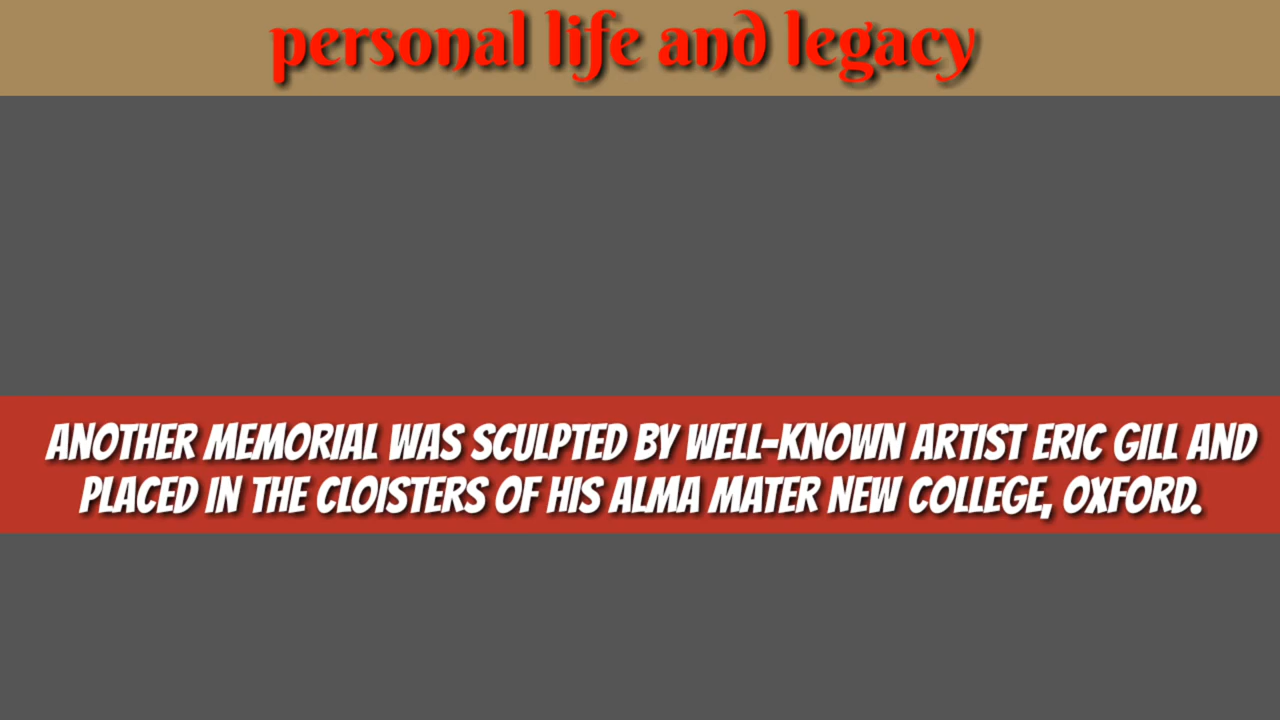 personal life and legacy
ANOTHER MEMORIAL WAS SCULPTED BY WELL-KNOWN ARTIST ERIC GILL AND
PLACED IN THE CLOISTERS OF HIS ALMA MATER NEW COLLEGE, OXFORD.